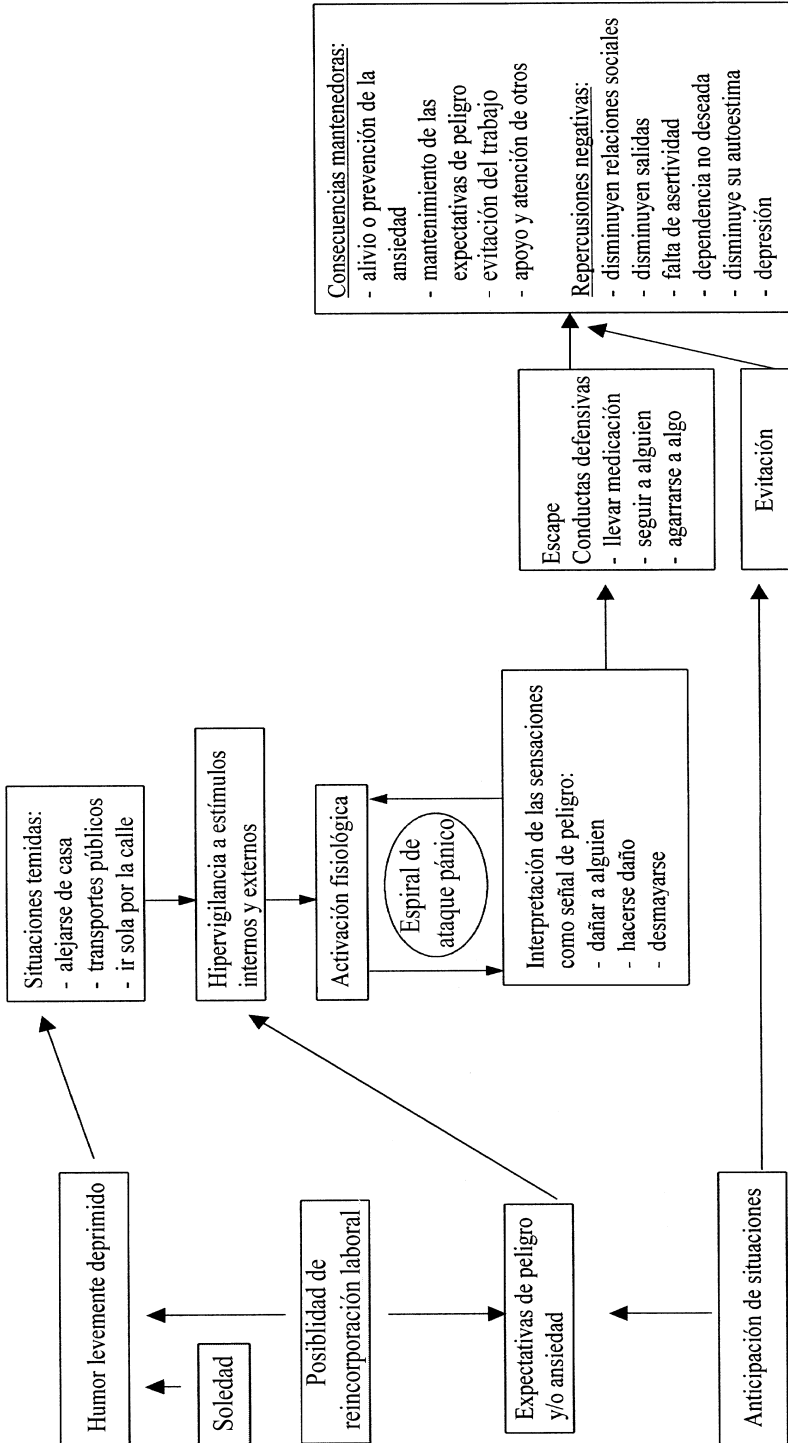 Humor levemente deprimido
Soledad
Posiblidad de
reincorporación laboral
Expectativas de peligro
y/o ansiedad
Anticipación de situaciones
Situaciones temidas:
- alejarse de casa
- transportes públicos
- ir sola por la calle
Hipervigilancia a estímulos
internos y externos
Activación fisiológica
Espiral de
ataque pánico
Interpretación de las sensaciones
como señal de peligro:
- dañar a alguien
- hacerse daño
- desmayarse
Escape
Conductas defensivas
- llevar medicación
- seguir a alguien
- agarrarse a algo
Evitación
Consecuencias mantenedoras:
- alivio o prevención de la
ansiedad
- mantenimiento de las
expectativas de peligro
- evitación del trabajo
- apoyo y atención de otros
Repercusiones negativas:
- disminuyen relaciones sociales
- disminuyen salidas
- falta de asertividad
- dependencia no deseada
- disminuye su autoestima
- depresión